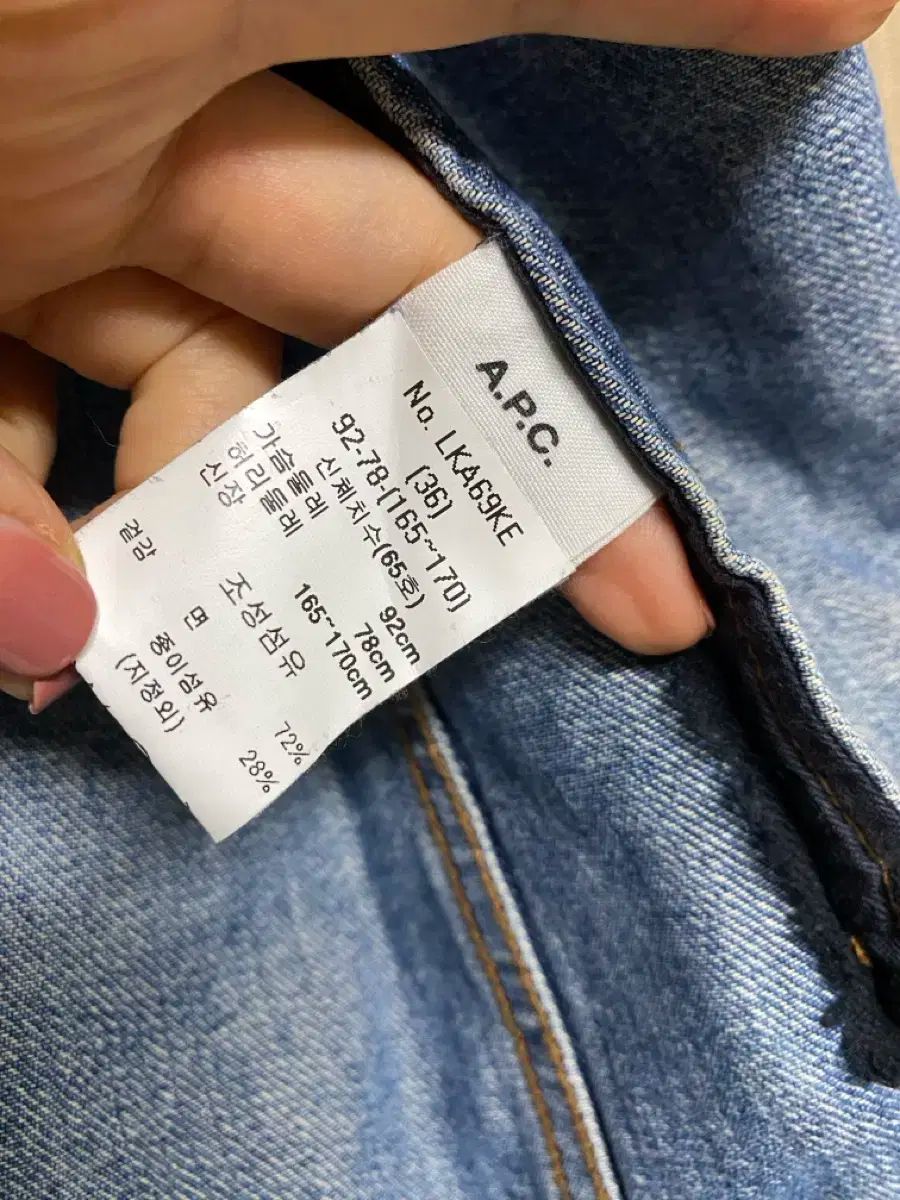 A.P.C.
No. LKA69KE
(36)
92-78-(165~170)
신체치수(65호)
가슴둘레 92cm
허리둘레 78cm
신장 165~170cm
조성섬유
겉감 면 72%
종이섬유 28%
(지정외)